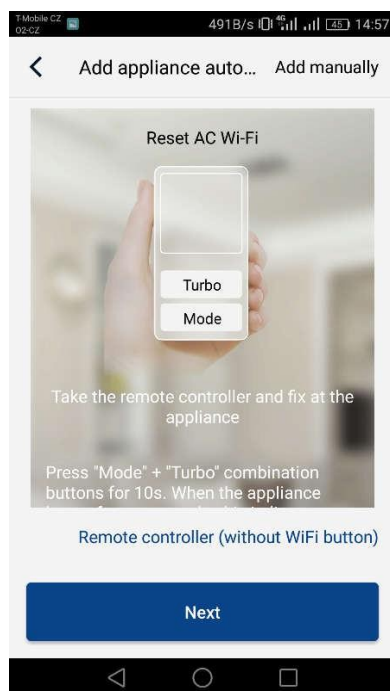 T-Mobile CZ
O2-CZ
491B/s 4G 45 14:57
Add appliance auto... Add manually
Reset AC Wi-Fi
Turbo
Mode
Take the remote controller and fix at the
appliance
Press "Mode" + "Turbo" combination
buttons for 10s. When the appliance
Remote controller (without WiFi button)
Next